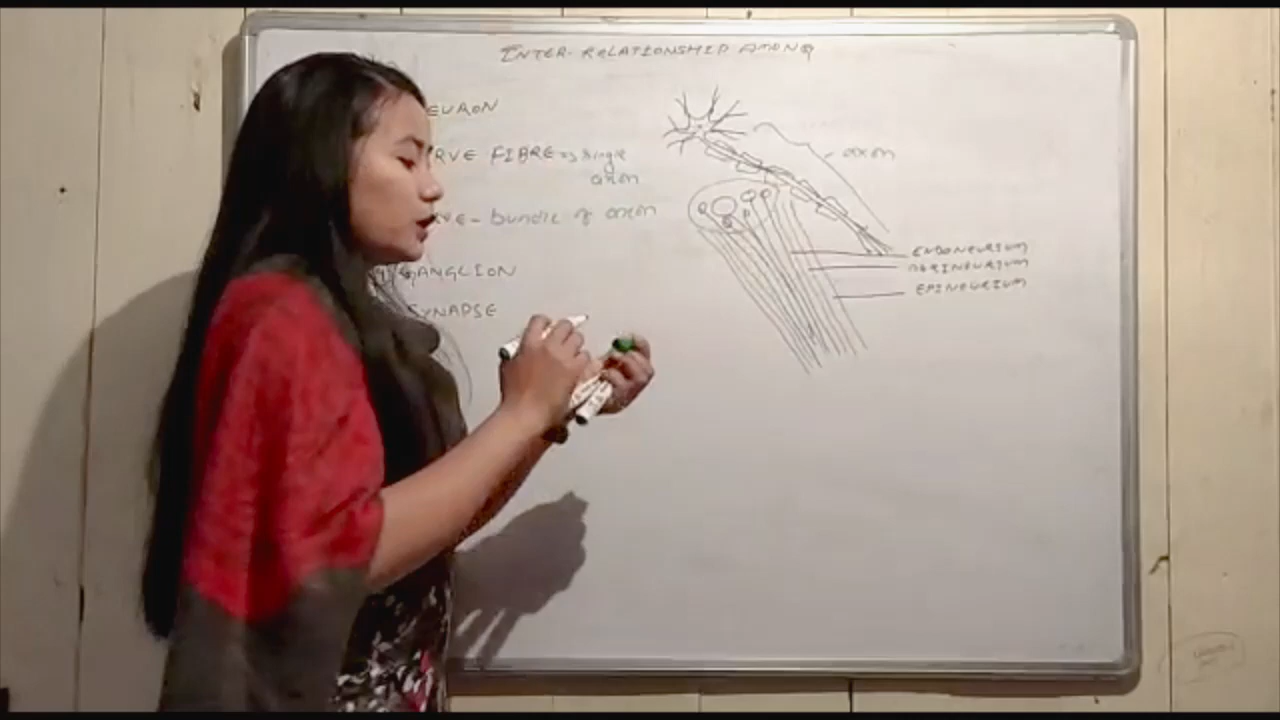 INTER-RELATIONSHIP AMONG
EURON
RVE FIBRE → single
axon
VE - bundle of axon
GANGLION
SYNAPSE
axon
ENDONEURIUM
PERINEURIUM
EPINEURIUM